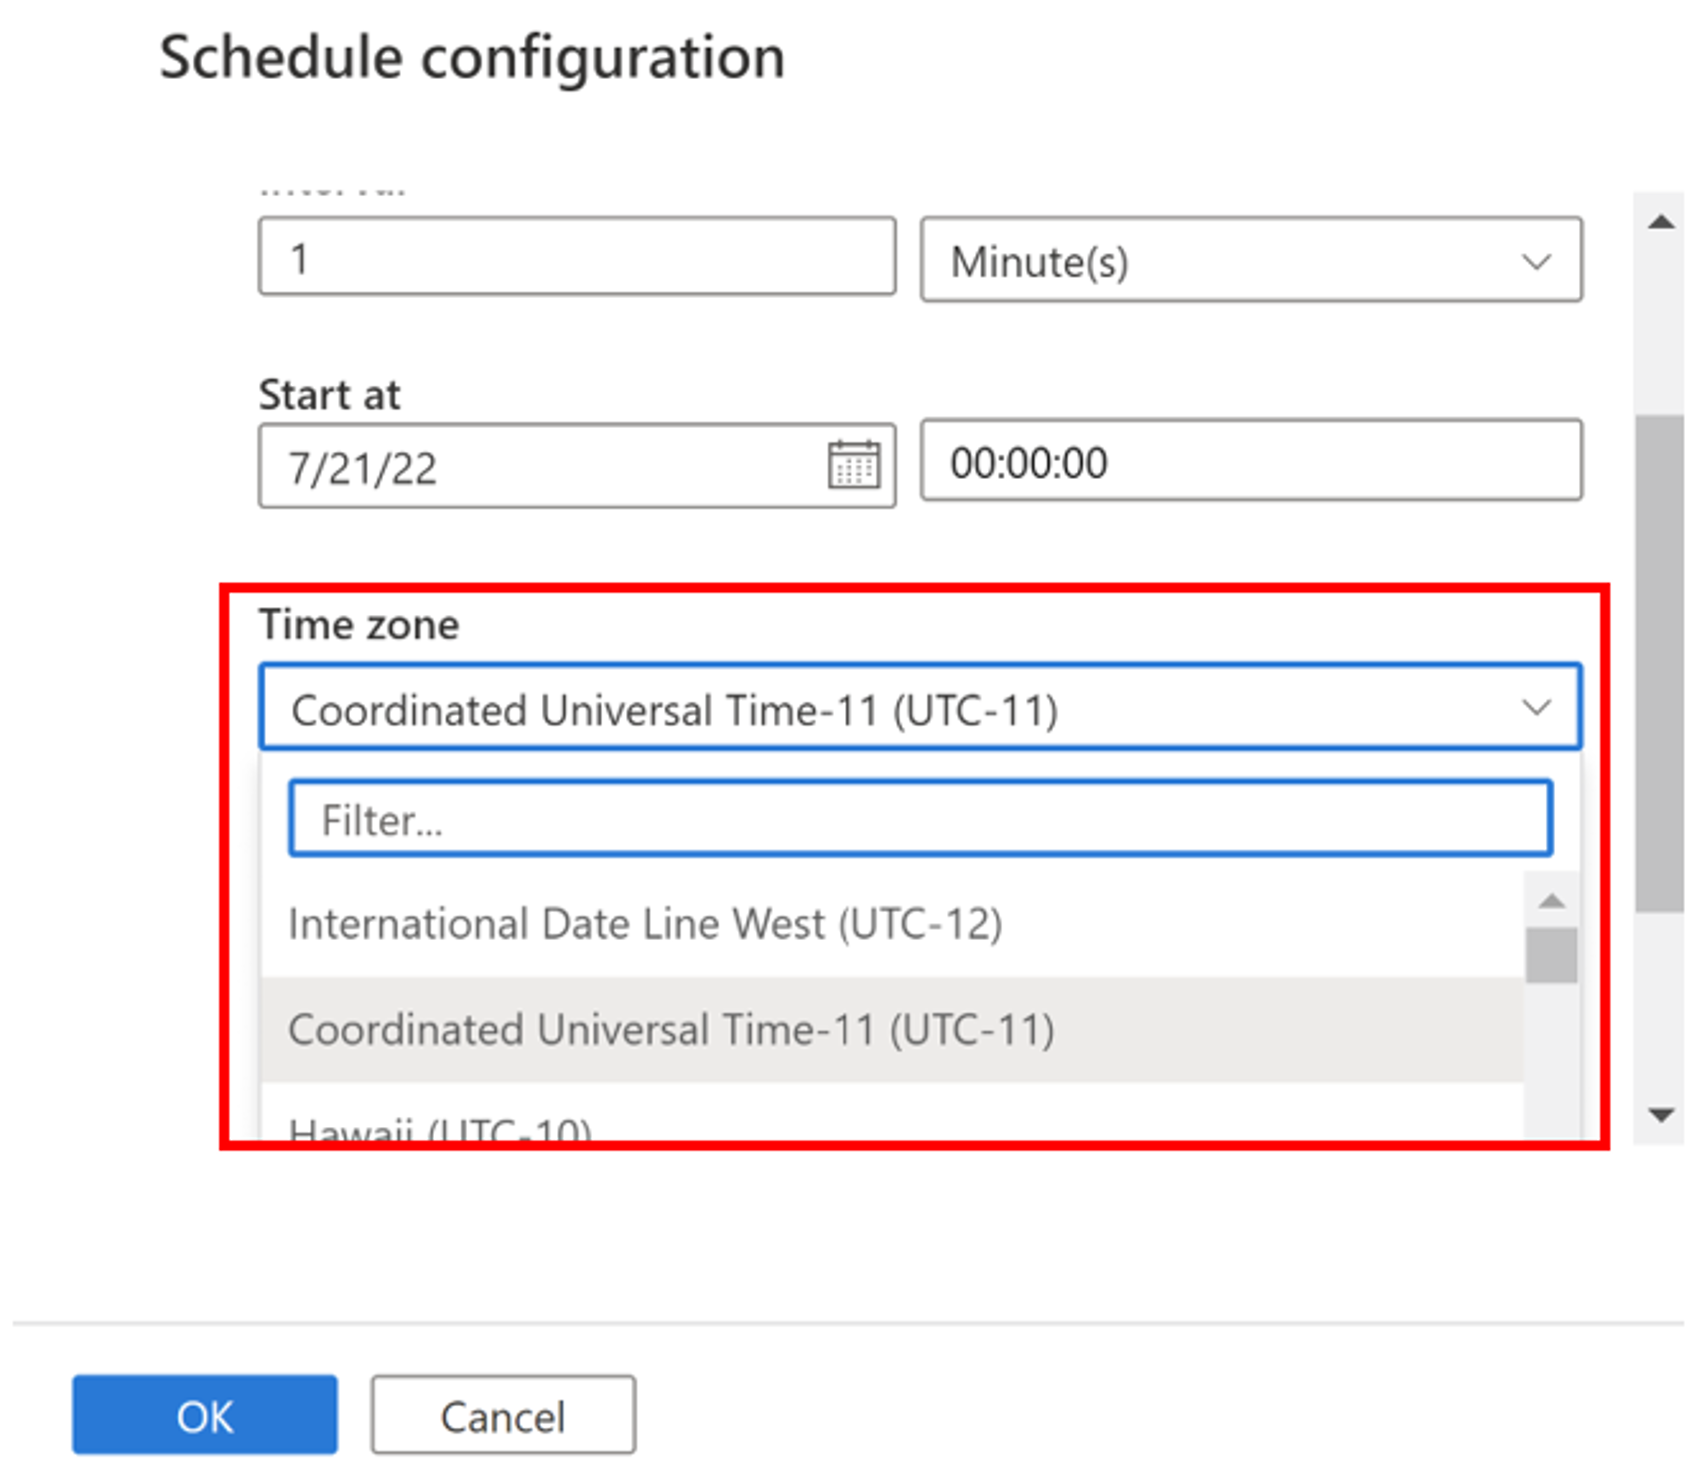 Schedule configuration
Interval
1
Minute(s)
Start at
7/21/22
00:00:00
Time zone
Coordinated Universal Time-11 (UTC-11)
Filter...
International Date Line West (UTC-12)
Coordinated Universal Time-11 (UTC-11)
Hawaii (UTC-10)
OK
Cancel